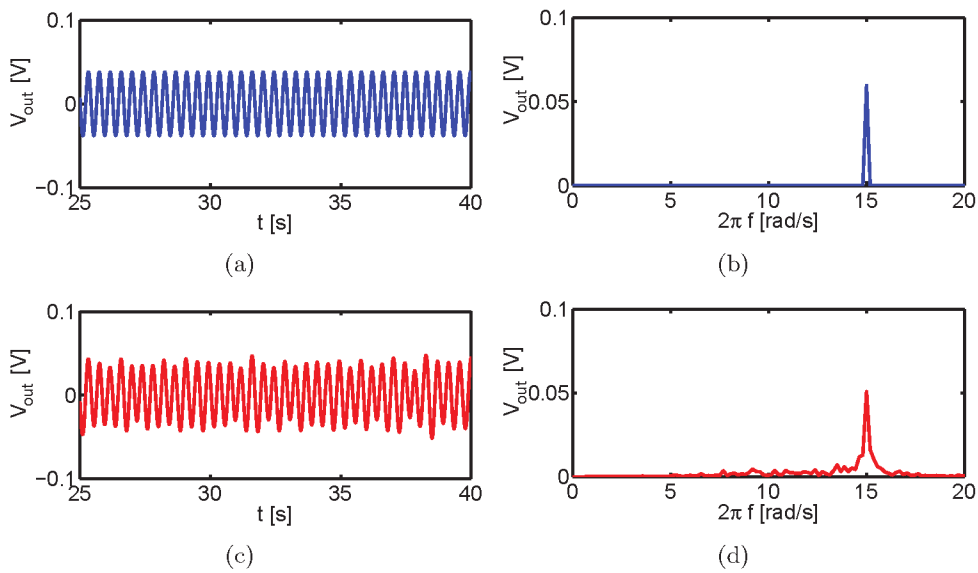 0.1
0
−0.1
V_out [V]
25 30 35 40
t [s]
(a)
0.1
0.05
0
V_out [V]
0 5 10 15 20
2π f [rad/s]
(b)
0.1
0
−0.1
V_out [V]
25 30 35 40
t [s]
(c)
0.1
0.05
0
V_out [V]
0 5 10 15 20
2π f [rad/s]
(d)